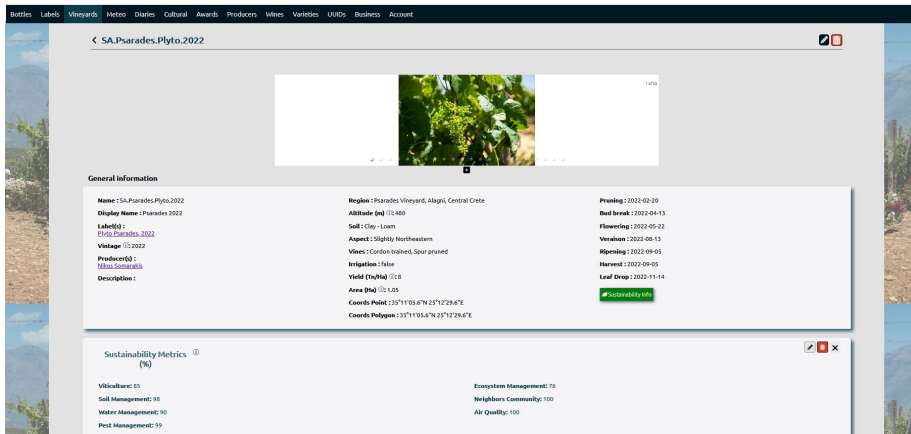 Bottles Labels Vineyards Meteo Diaries Cultural Awards Producers Wines Varieties UUIDs Business Account
SA.Psarades.Plyto.2022
General information
Name : SA.Psarades.Plyto.2022
Display Name : Psarades 2022
Label(s) :
Plyto Psarades, 2022
Vintage : 2022
Producer(s) :
Nikos Somarakis
Description :
Region : Psarades Vineyard, Alagni, Central Crete
Altitude (m) : 480
Soil : Clay - Loam
Aspect : Slightly Northeastern
Vines : Cordon trained, Spur pruned
Irrigation : false
Yield (Tn/Ha) : 8
Area (Ha) : 1.05
Coords Point : 35°11'05.6"N 25°12'29.6"E
Coords Polygon : 35°11'05.6"N 25°12'29.6"E
Pruning : 2022-02-20
Bud break : 2022-04-13
Flowering : 2022-05-22
Veraison : 2022-08-13
Ripening : 2022-09-05
Harvest : 2022-09-05
Leaf Drop : 2022-11-14
Sustainability Info
Sustainability Metrics
(%)
Viticulture: 85
Soil Management: 98
Water Management: 90
Pest Management: 99
Ecosystem Management: 76
Neighbors Community: 100
Air Quality: 100